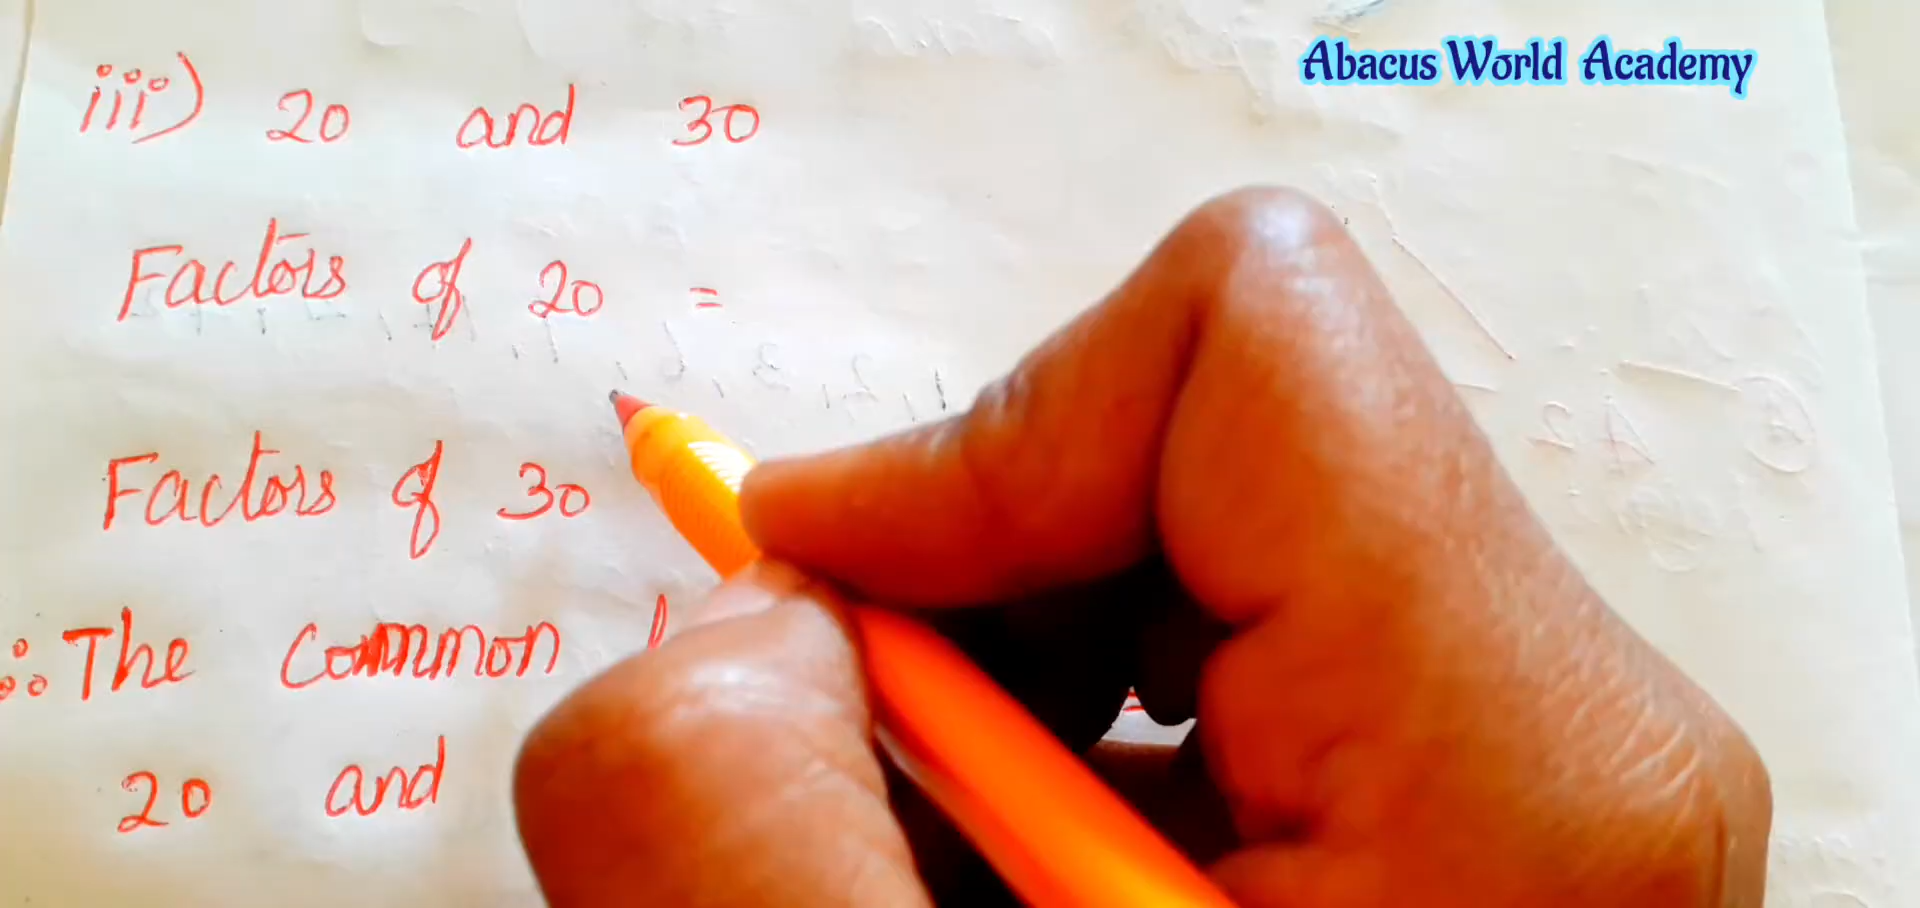 Abacus World Academy
iii) 20 and 30
Factors of 20 =
Factors of 30
∴ The common
20 and